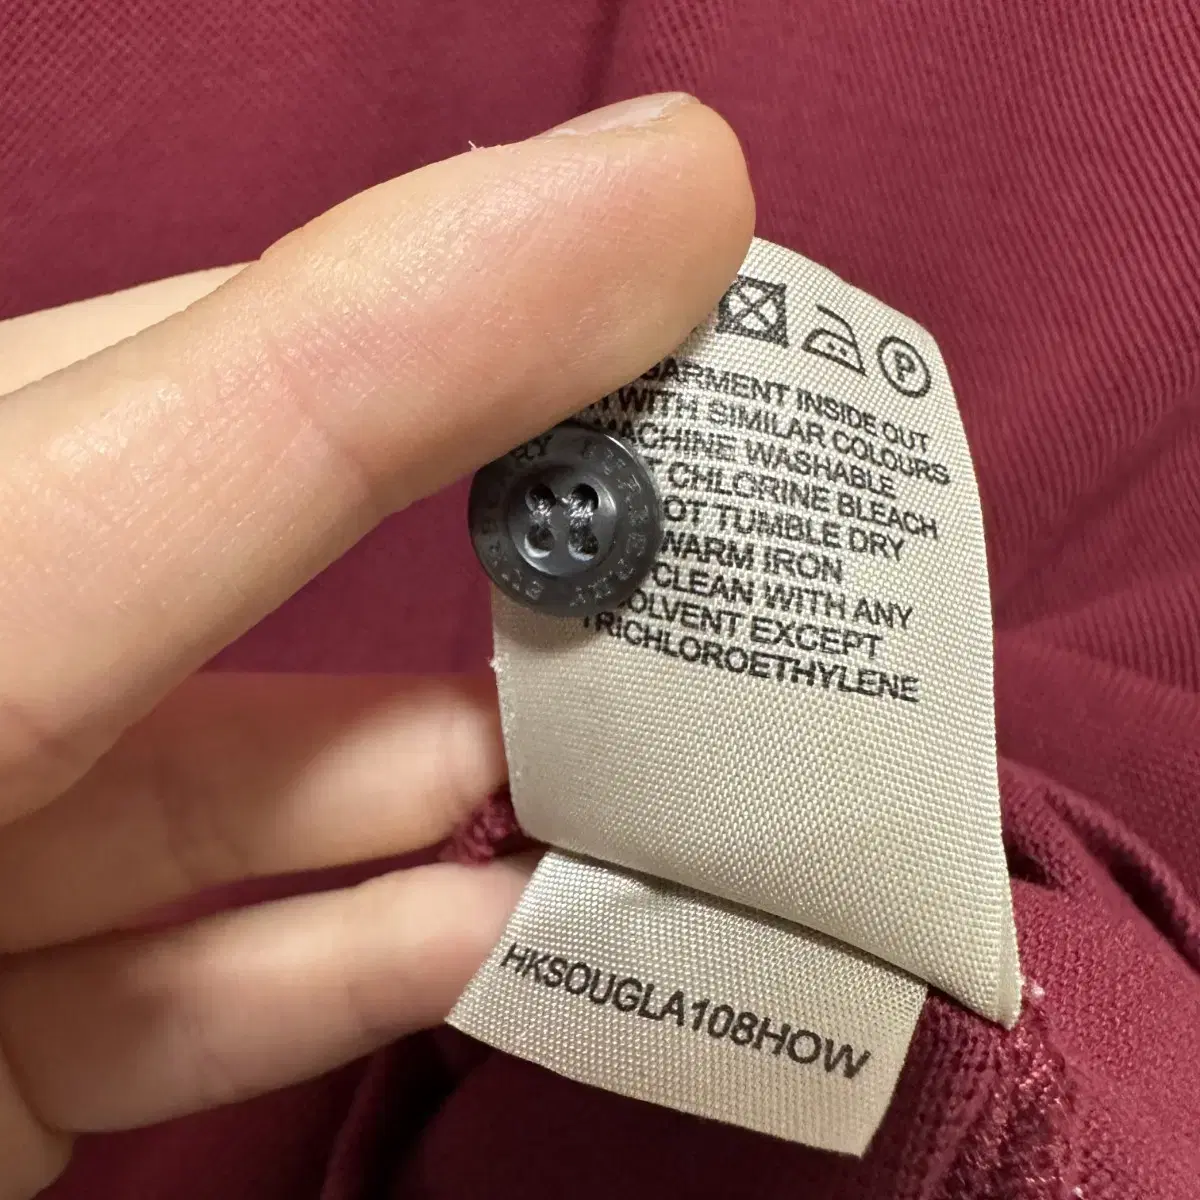 P
GARMENT INSIDE OUT
WITH SIMILAR COLOURS
MACHINE WASHABLE
CHLORINE BLEACH
TUMBLE DRY
WARM IRON
CLEAN WITH ANY
SOLVENT EXCEPT
TRICHLOROETHYLENE
BURBERRY
HKSOUGLA108HOW